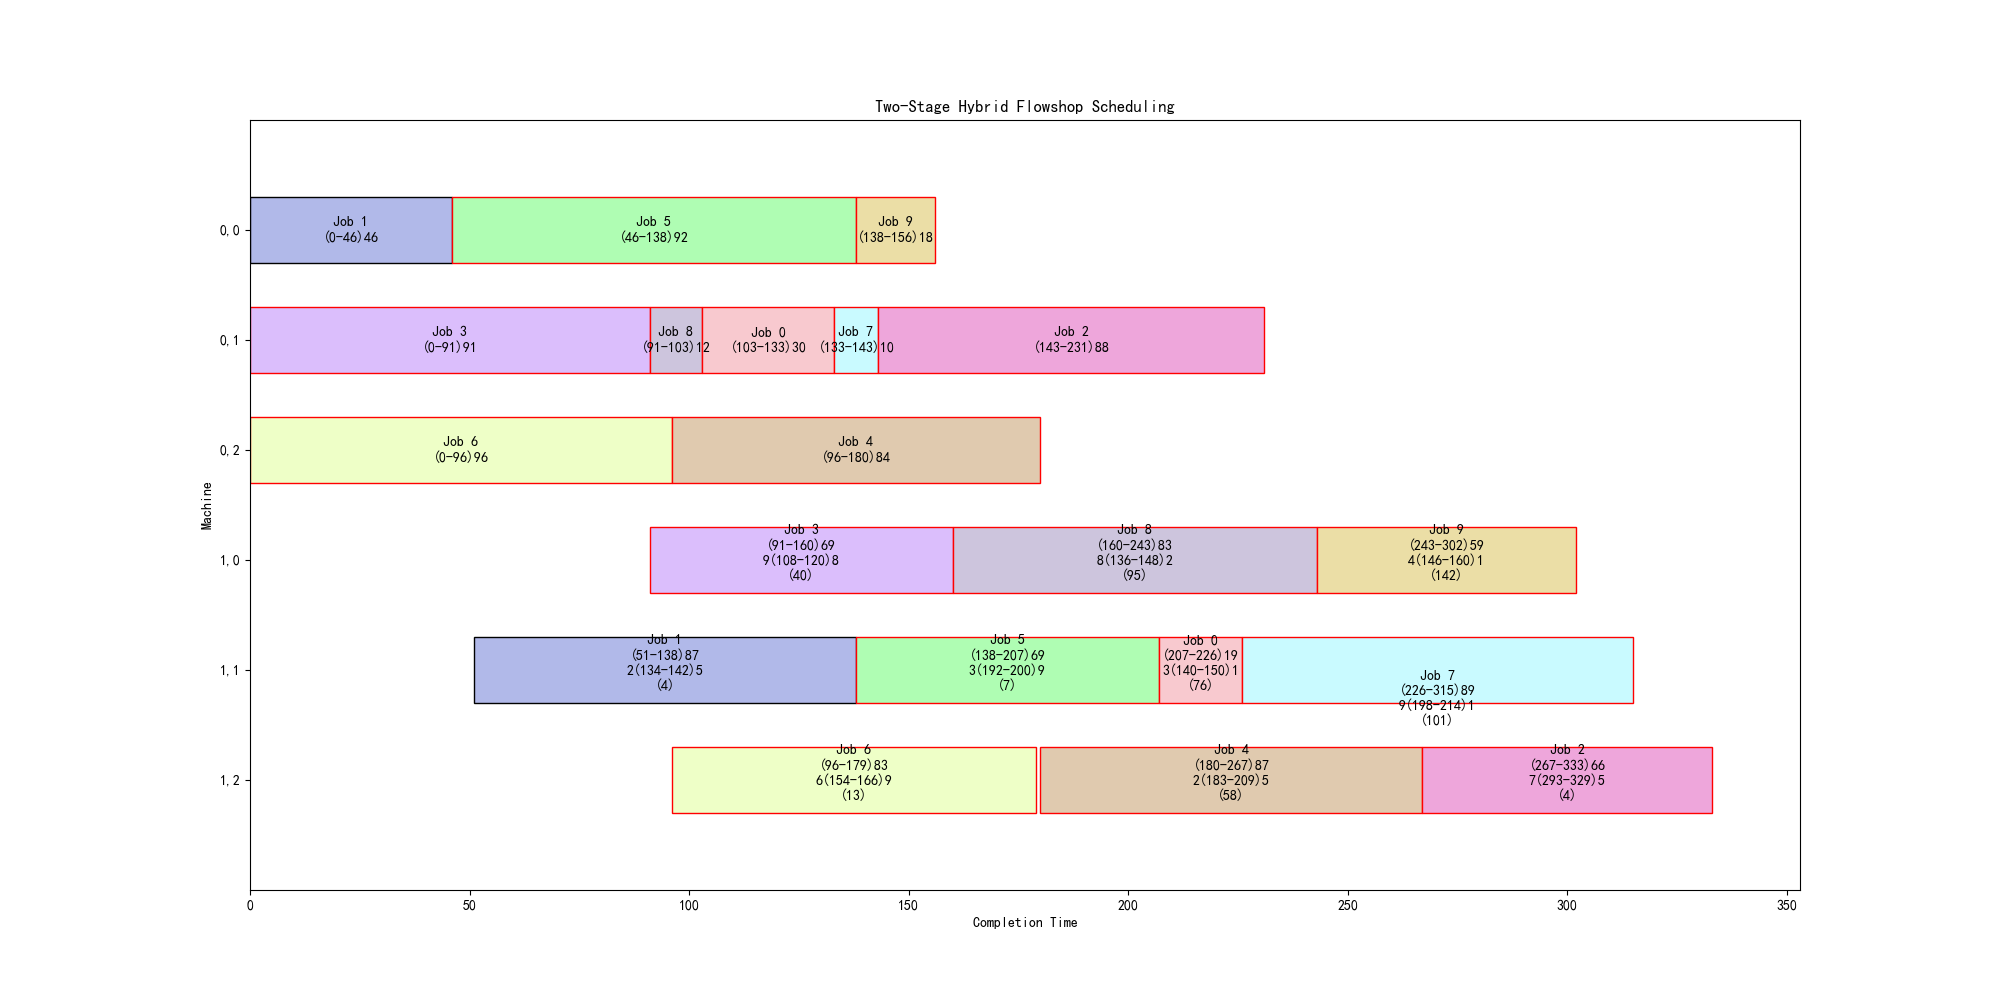 Two-Stage Hybrid Flowshop Scheduling
0,0
Job 1
(0-46)46
Job 5
(46-138)92
Job 9
(138-156)18
0,1
Job 3
(0-91)91
Job 8
(91-103)12
Job 0
(103-133)30
Job 7
(133-143)10
Job 2
(143-231)88
0,2
Job 6
(0-96)96
Job 4
(96-180)84
Machine
1,0
Job 3
(91-160)69
9(108-120)8
(40)
Job 8
(160-243)83
8(136-148)2
(95)
Job 9
(243-302)59
4(146-160)1
(142)
1,1
Job 1
(51-138)87
2(134-142)5
(4)
Job 5
(138-207)69
3(192-200)9
(7)
Job 0
(207-226)19
3(140-150)1
(76)
Job 7
(226-315)89
9(198-214)1
(101)
1,2
Job 6
(96-179)83
6(154-166)9
(13)
Job 4
(180-267)87
2(183-209)5
(58)
Job 2
(267-333)66
7(293-329)5
(4)
0 50 100 150 200 250 300 350
Completion Time